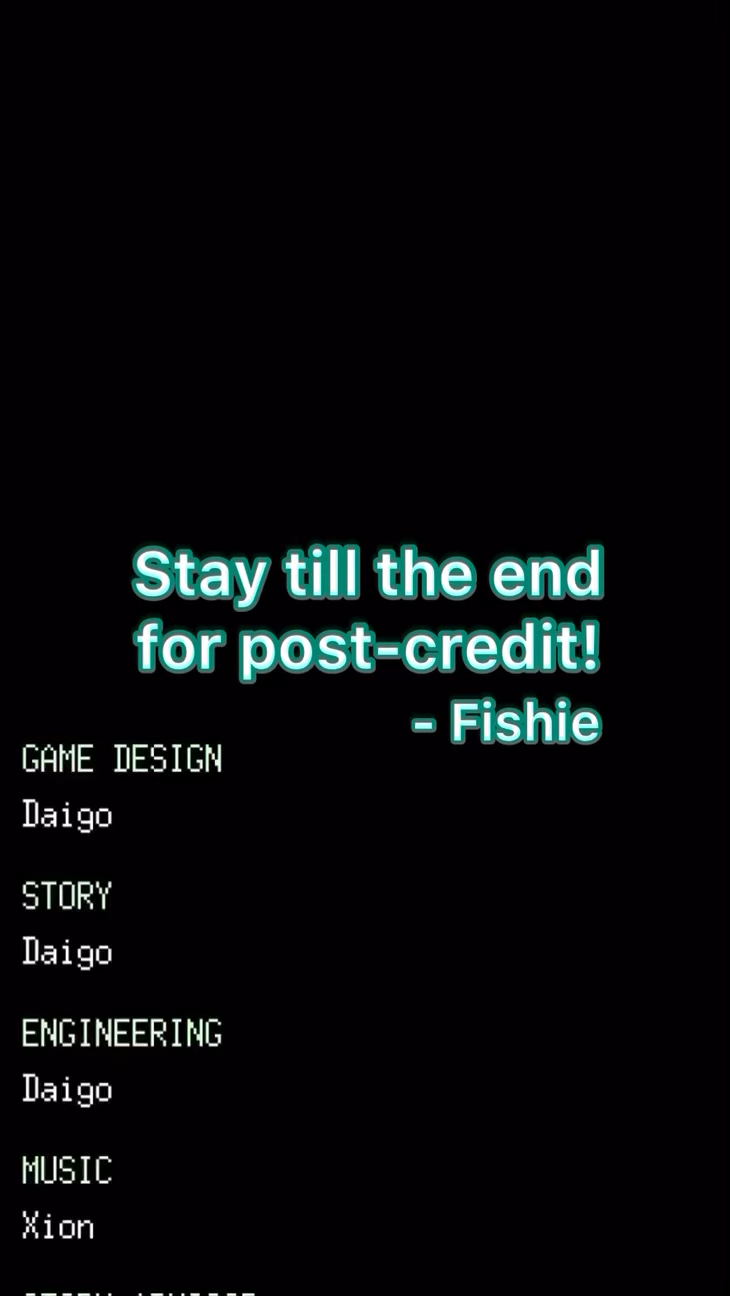 Stay till the end
for post-credit!
- Fishie
GAME DESIGN
Daigo
STORY
Daigo
ENGINEERING
Daigo
MUSIC
Xion